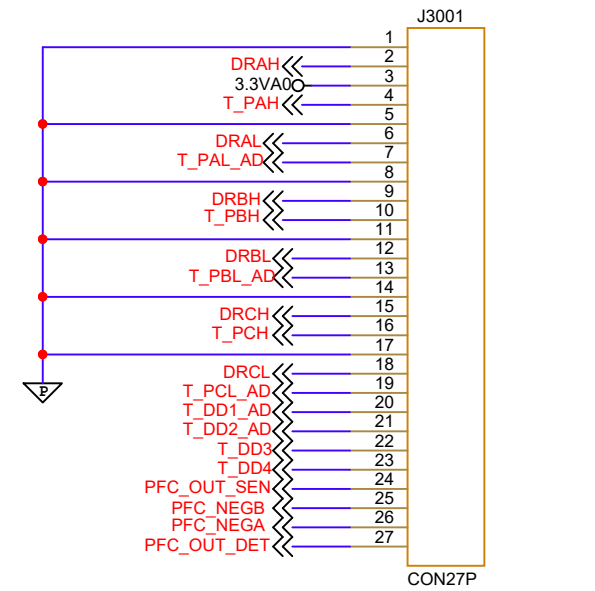 J3001
1
DRAH 2
3.3VA0 3
T_PAH 4
5
DRAL 6
T_PAL_AD 7
8
DRBH 9
T_PBH 10
11
DRBL 12
T_PBL_AD 13
14
DRCH 15
T_PCH 16
17
DRCL 18
T_PCL_AD 19
T_DD1_AD 20
T_DD2_AD 21
T_DD3 22
T_DD4 23
PFC_OUT_SEN 24
PFC_NEGB 25
PFC_NEGA 26
PFC_OUT_DET 27
P
CON27P